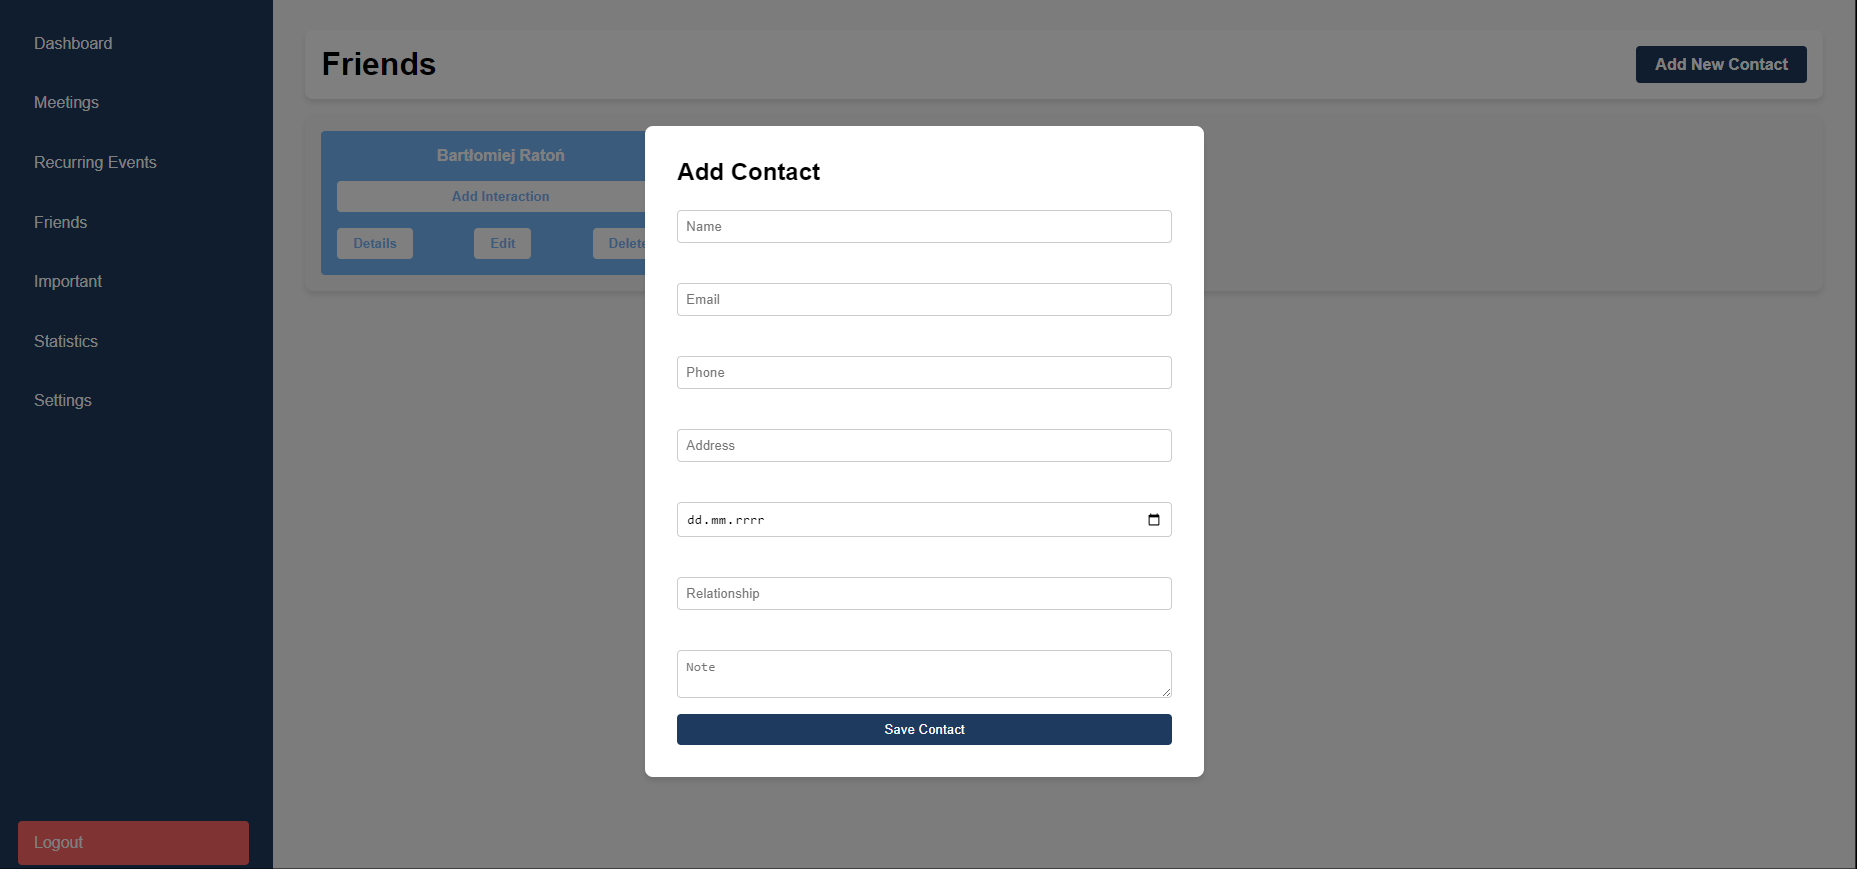 Dashboard
Meetings
Recurring Events
Friends
Important
Statistics
Settings
Logout
Friends
Add New Contact
Bartłomiej Ratoń
Add Interaction
Details
Edit
Delete
Add Contact
Name
Email
Phone
Address
dd.mm.rrrr
Relationship
Note
Save Contact